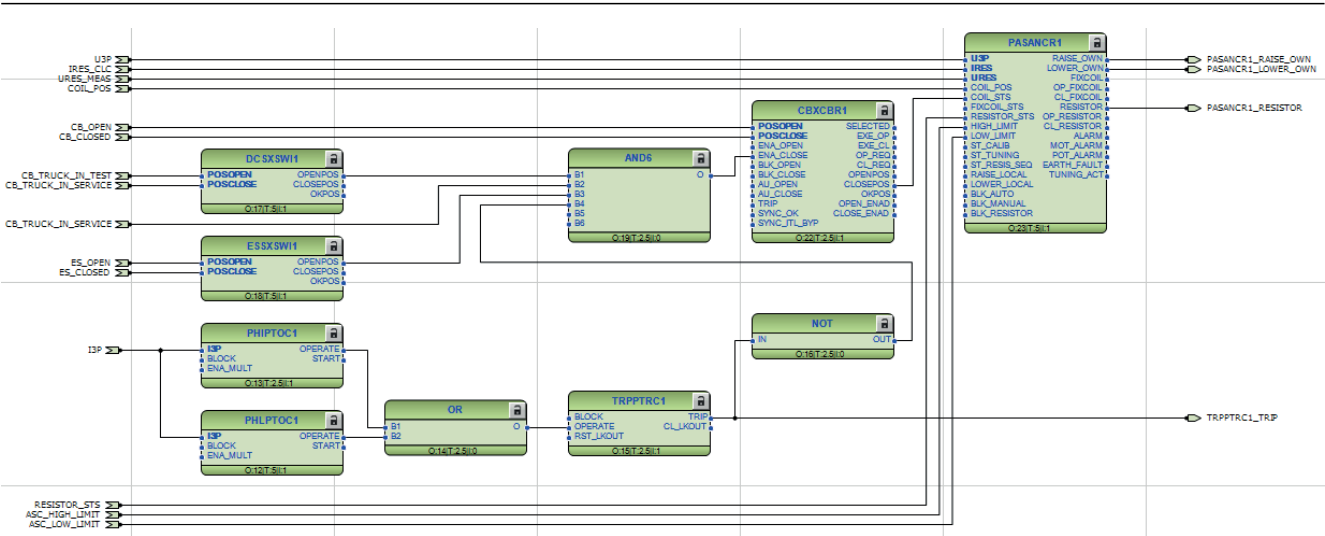 U3P
IRES_CLC
URES_MEAS
COIL_POS
CB_OPEN
CB_CLOSED
CB_TRUCK_IN_TEST
CB_TRUCK_IN_SERVICE
CB_TRUCK_IN_SERVICE
ES_OPEN
ES_CLOSED
I3P
RESISTOR_STS
ASC_HIGH_LIMIT
ASC_LOW_LIMIT
DCSXSWI1
POSOPEN OPENPOS
POSCLOSE CLOSEPOS
OKPOS
O:17|T:5|I:1
ESSXSWI1
POSOPEN OPENPOS
POSCLOSE CLOSEPOS
OKPOS
O:18|T:5|I:1
PHIPTOC1
I3P OPERATE
BLOCK START
ENA_MULT
O:13|T:2.5|I:1
PHLPTOC1
I3P OPERATE
BLOCK START
ENA_MULT
O:12|T:5|I:1
OR
B1 O
B2
O:14|T:2.5|I:0
AND6
B1 O
B2
B3
B4
B5
B6
O:19|T:2.5|I:0
TRPPTRC1
BLOCK TRIP
OPERATE CL_LKOUT
RST_LKOUT
O:15|T:2.5|I:1
CBXCBR1
POSOPEN SELECTED
POSCLOSE EXE_OP
ENA_OPEN EXE_CL
ENA_CLOSE OP_REQ
BLK_OPEN CL_REQ
BLK_CLOSE OPENPOS
AU_OPEN CLOSEPOS
AU_CLOSE OKPOS
TRIP OPEN_ENAD
SYNC_OK CLOSE_ENAD
SYNC_ITL_BYP
O:22|T:2.5|I:1
NOT
IN OUT
O:16|T:2.5|I:0
PASANCR1
U3P RAISE_OWN
IRES LOWER_OWN
URES FIXCOIL
COIL_POS OP_FIXCOIL
COIL_STS CL_FIXCOIL
FIXCOIL_STS RESISTOR
RESISTOR_STS OP_RESISTOR
HIGH_LIMIT CL_RESISTOR
LOW_LIMIT ALARM
ST_CALIB MOT_ALARM
ST_TUNING POT_ALARM
ST_RESIS_SEQ EARTH_FAULT
RAISE_LOCAL TUNING_ACT
LOWER_LOCAL
BLK_AUTO
BLK_MANUAL
BLK_RESISTOR
O:23|T:5|I:1
PASANCR1_RAISE_OWN
PASANCR1_LOWER_OWN
PASANCR1_RESISTOR
TRPPTRC1_TRIP